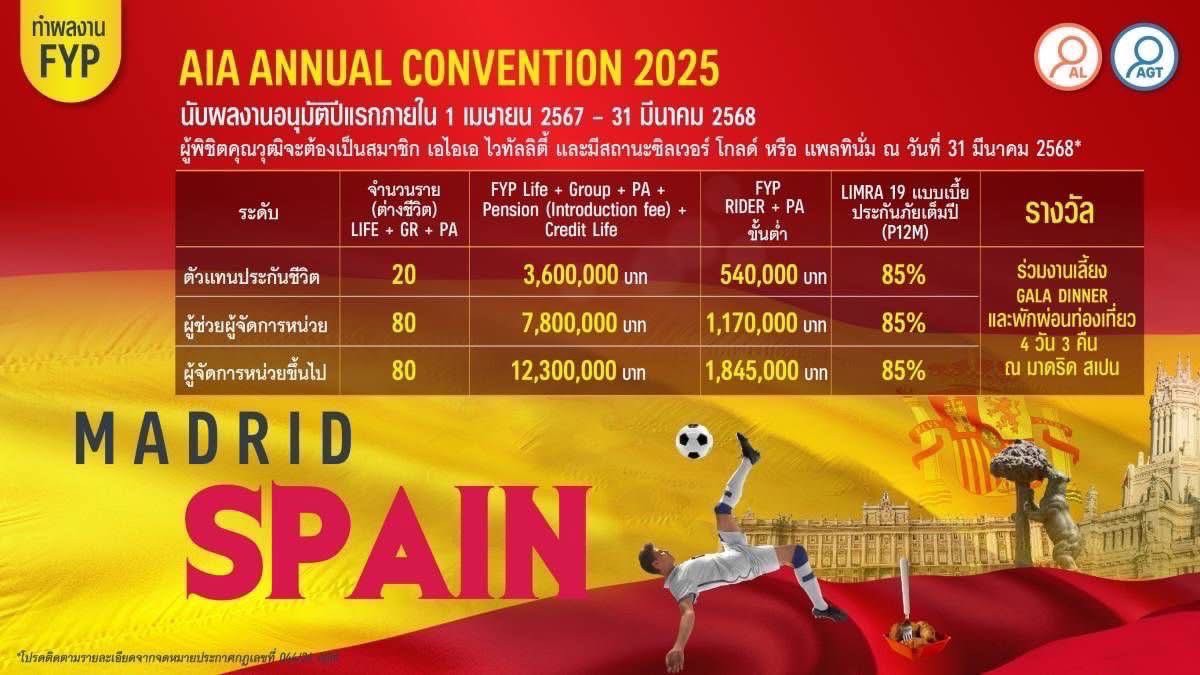 ทำผลงาน
FYP
AIA ANNUAL CONVENTION 2025
AL
AGT
นับผลงานอนุมัติปีแรกภายใน 1 เมษายน 2567 - 31 มีนาคม 2568
ผู้พิชิตคุณวุฒิจะต้องเป็นสมาชิก เอไอเอ ไวทัลลิตี้ และมีสถานะซิลเวอร์ โกลด์ หรือ แพลทินั่ม ณ วันที่ 31 มีนาคม 2568*
ระดับ
จำนวนราย
(ต่างชีวิต)
LIFE + GR + PA
FYP Life + Group + PA +
Pension (Introduction fee) +
Credit Life
FYP
RIDER + PA
ขั้นต่ำ
LIMRA 19 แบบเบี้ย
ประกันภัยเต็มปี
(P12M)
รางวัล
ตัวแทนประกันชีวิต 20 3,600,000 บาท 540,000 บาท 85%
ผู้ช่วยผู้จัดการหน่วย 80 7,800,000 บาท 1,170,000 บาท 85%
ผู้จัดการหน่วยขึ้นไป 80 12,300,000 บาท 1,845,000 บาท 85%
ร่วมงานเลี้ยง
GALA DINNER
และพักผ่อนท่องเที่ยว
4 วัน 3 คืน
ณ มาดริด สเปน
MADRID
SPAIN
*โปรดติดตามรายละเอียดจากจดหมายประกาศกฎเลขที่